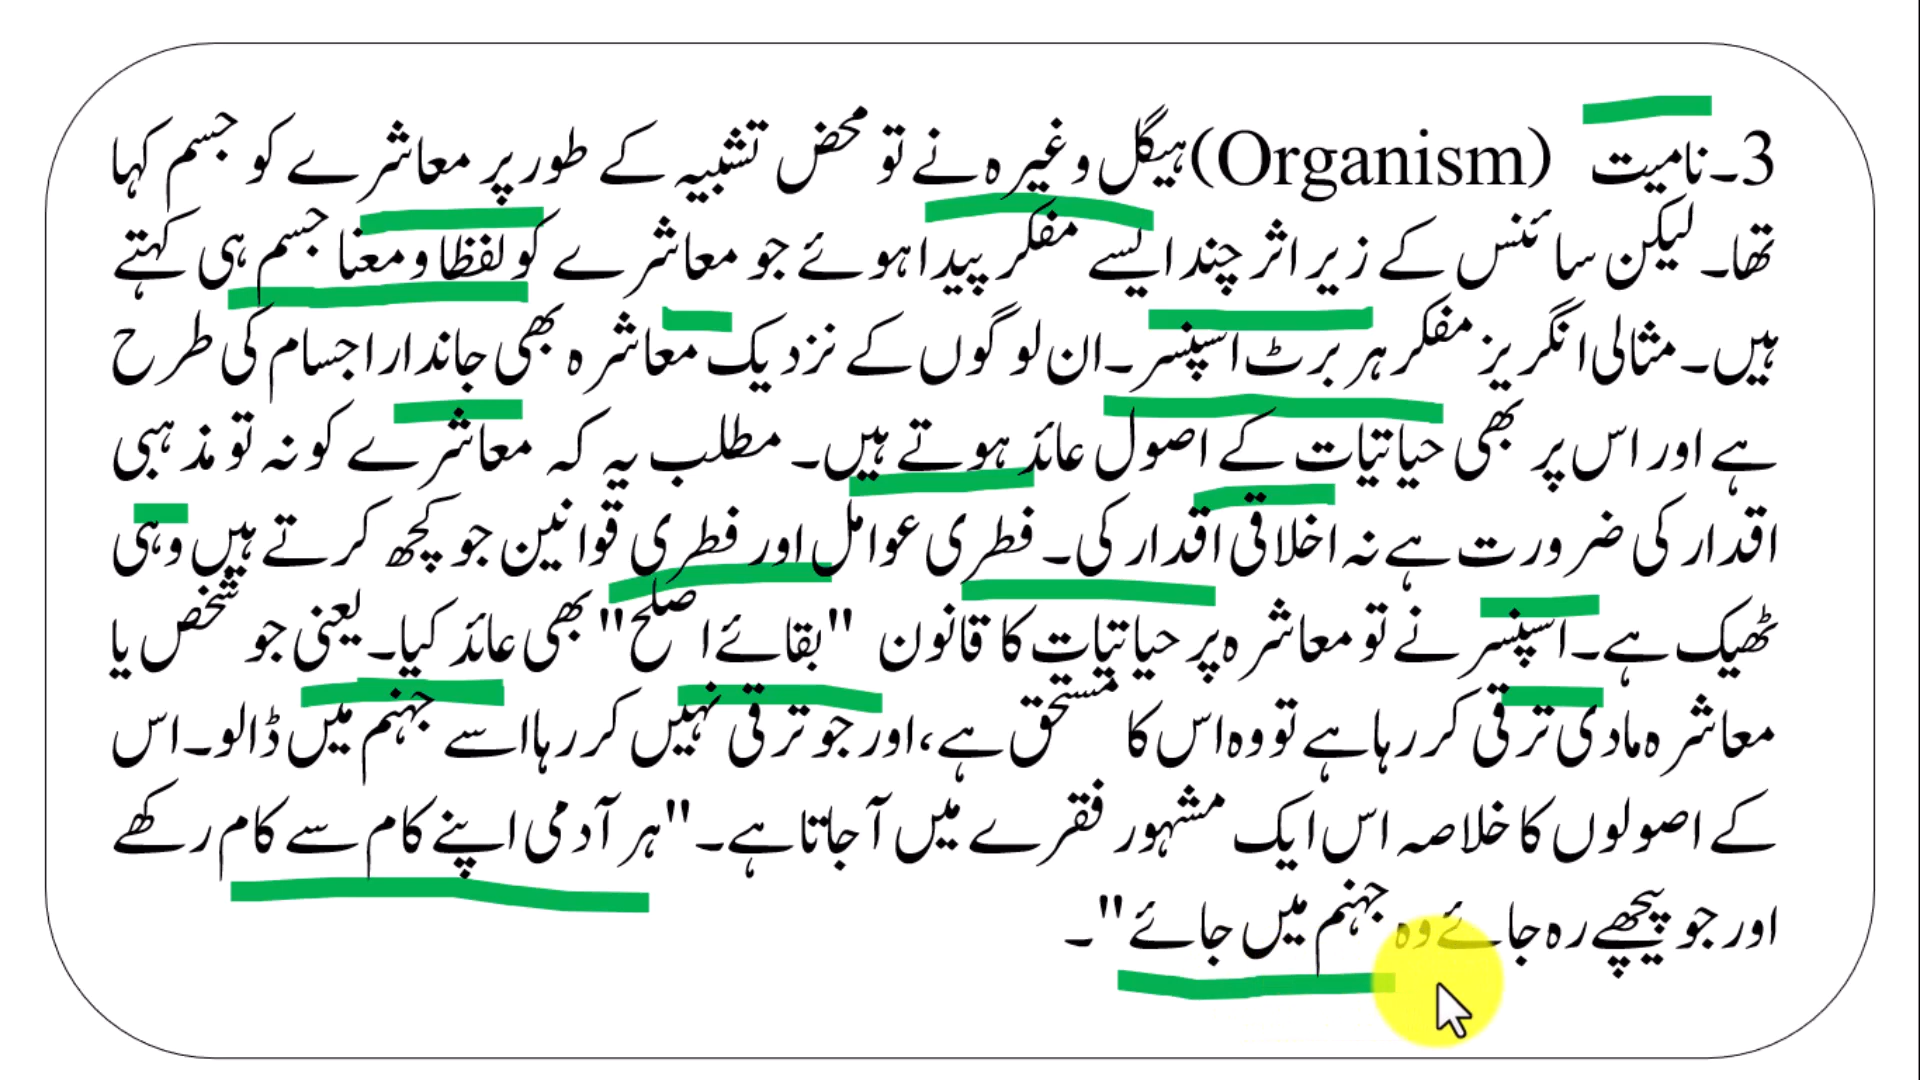 3۔نامیت (Organism)ہیگل وغیرہ نے تو محض تشبیہ کے طور پر معاشرے کو جسم کہا
تھا۔ لیکن سائنس کے زیر اثر چند ایسے مفکر پیدا ہوئے جو معاشرے کو لفظا و معنا جسم ہی کہتے
ہیں۔ مثالی انگریز مفکر ہر برٹ اسپنسر۔ ان لوگوں کے نزدیک معاشرہ بھی جاندار اجسام کی طرح
ہے اور اس پر بھی حیاتیات کے اصول عائد ہوتے ہیں۔ مطلب یہ کہ معاشرے کو نہ تو مذہبی
اقدار کی ضرورت ہے نہ اخلاقی اقدار کی۔ فطری عوامل اور فطری قوانین جو کچھ کرتے ہیں وہی
ٹھیک ہے۔ اسپنسر نے تو معاشرہ پر حیاتیات کا قانون "بقائے اصلح" بھی عائد کیا۔ یعنی جو شخص یا
معاشرہ مادی ترقی کر رہا ہے تو وہ اس کا مستحق ہے، اور جو ترقی نہیں کر رہا اسے جہنم میں ڈالو۔ اس
کے اصولوں کا خلاصہ اس ایک مشہور فقرے میں آجاتا ہے۔ "ہر آدمی اپنے کام سے کام رکھے
اور جو پیچھے رہ جائے وہ جہنم میں جائے"۔